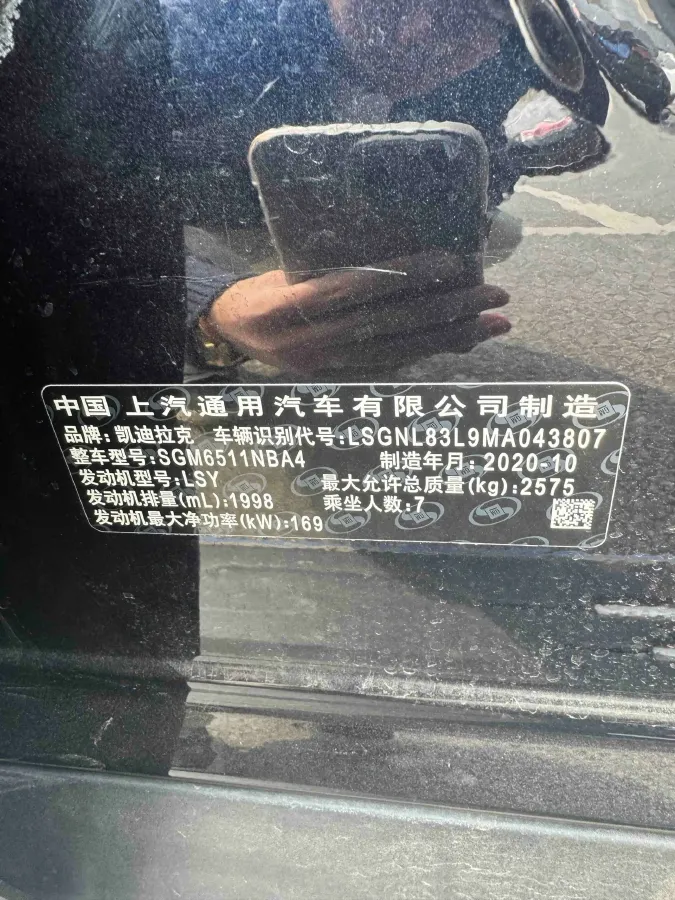 中国 上汽通用汽车有限公司制造
品牌: 凯迪拉克 车辆识别代号:LSGNL83L9MA043807
整车型号:SGM6511NBA4 制造年月: 2020-10
发动机型号:LSY 最大允许总质量(kg):2575
发动机排量(mL):1998 乘坐人数:7
发动机最大净功率(kW):169